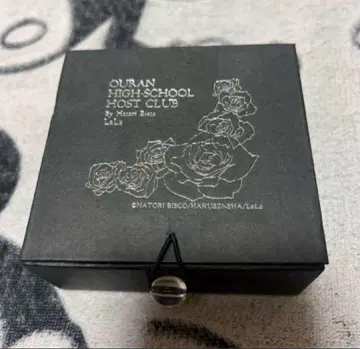 OURAN
HIGH-SCHOOL
HOST CLUB
By Hatori Bisco
LaLa
©HATORI BISCO/HAKUSENSHA/LaLa